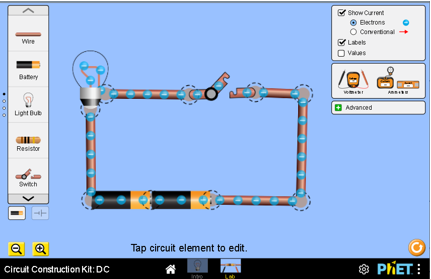 Show Current
Electrons
Conventional
Labels
Values
Voltmeter
Advanced
Wire
Battery
Light Bulb
Resistor
Switch
Tap circuit element to edit.
Circuit Construction Kit: DC
Intro
Lab
PhET